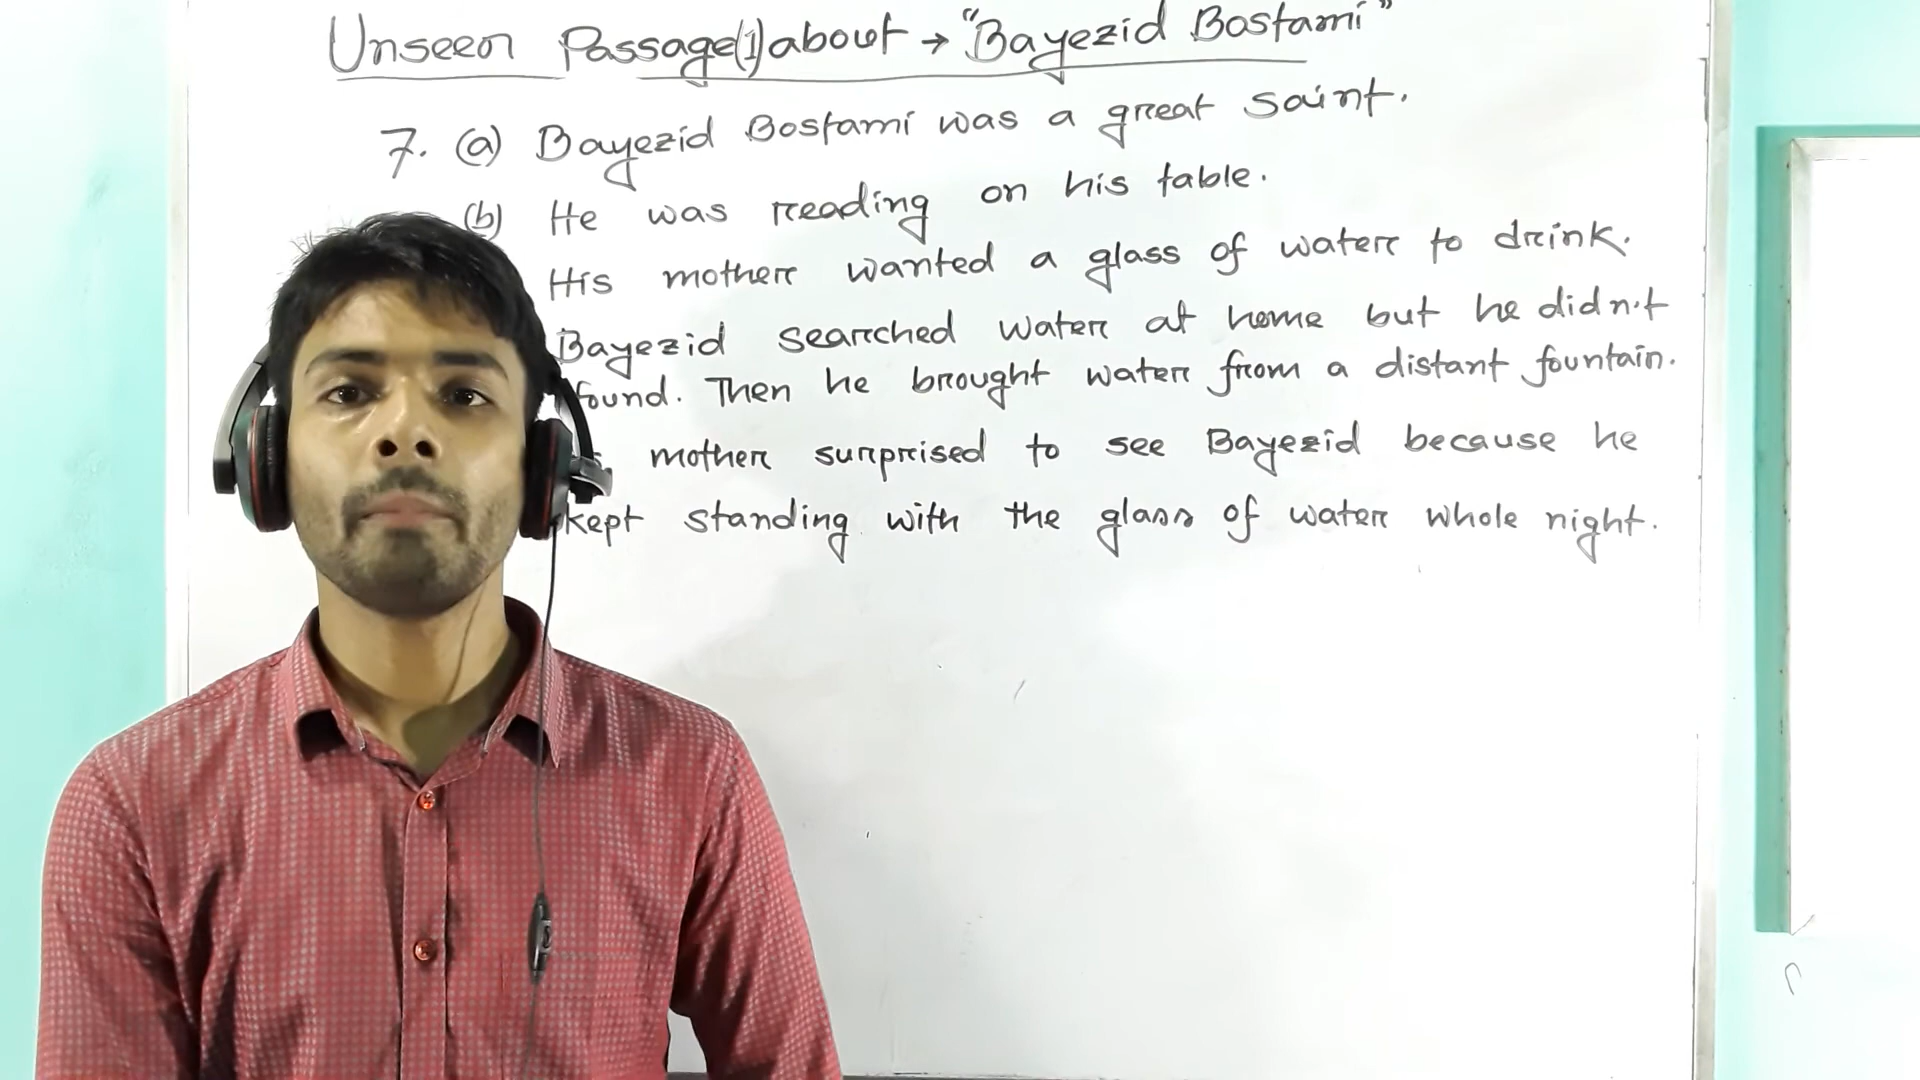 Unseen Passage(1) about → "Bayezid Bostami"
7. (a) Bayezid Bostami was a great saint.
(b) He was reading on his table.
His mother wanted a glass of water to drink.
Bayezid searched water at home but he didn't
found. Then he brought water from a distant fountain.
mother surprised to see Bayezid because he
kept standing with the glass of water whole night.